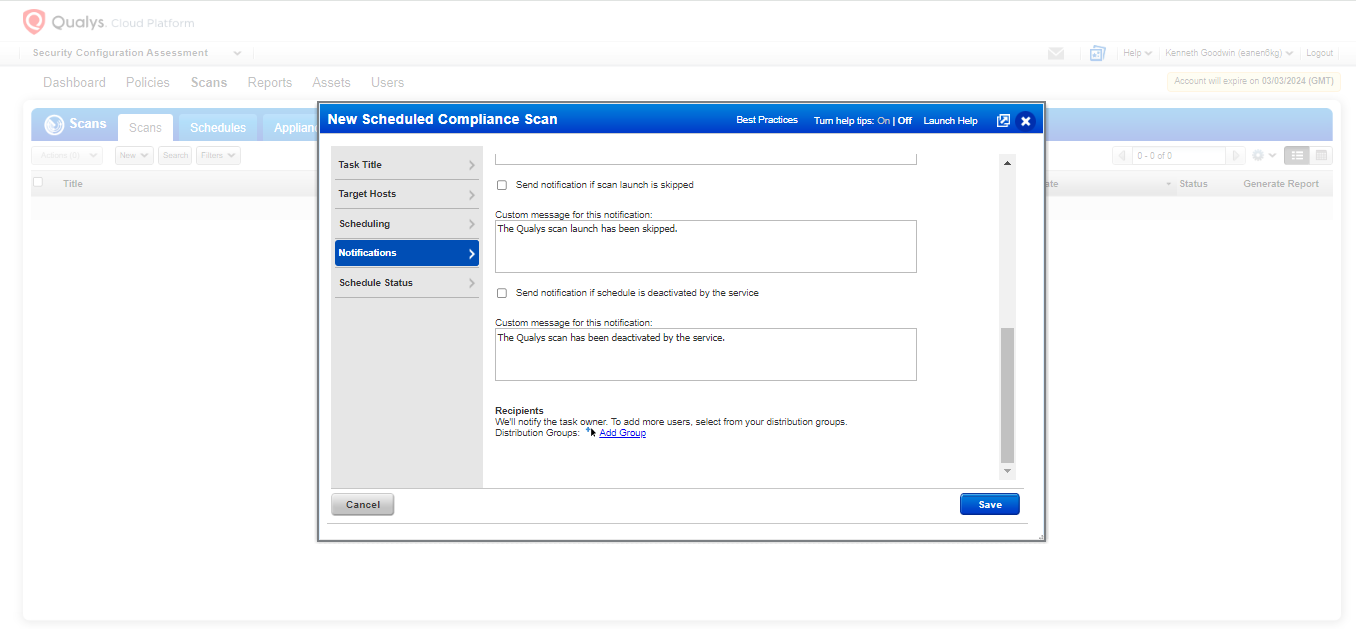 Qualys. Cloud Platform
Security Configuration Assessment
Help
Kenneth Goodwin (eanen6kg)
Logout
Dashboard Policies Scans Reports Assets Users
Account will expire on 03/03/2024 (GMT)
Scans Scans Schedules Applian
New Scheduled Compliance Scan
Best Practices Turn help tips: On | Off Launch Help
Actions (0) New Search Filters
0 - 0 of 0
Title
ate Status Generate Report
Task Title
Target Hosts
Scheduling
Notifications
Schedule Status
Send notification if scan launch is skipped
Custom message for this notification:
The Qualys scan launch has been skipped.
Send notification if schedule is deactivated by the service
Custom message for this notification:
The Qualys scan has been deactivated by the service.
Recipients
We'll notify the task owner. To add more users, select from your distribution groups.
Distribution Groups: Add Group
Cancel
Save